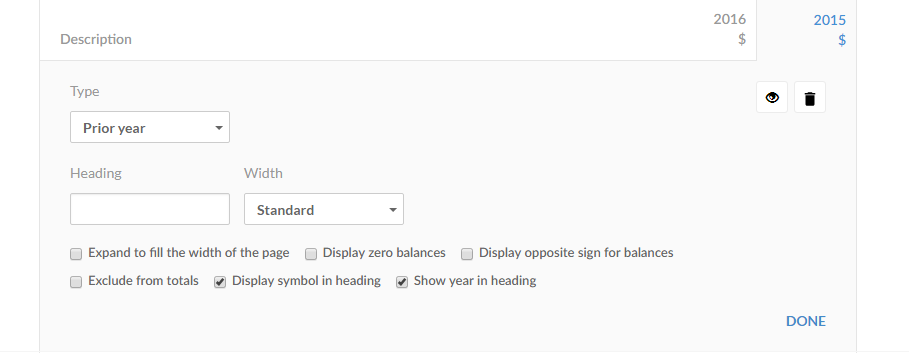 2016 2015
Description $ $
Type
Prior year
Heading Width
Standard
Expand to fill the width of the page Display zero balances Display opposite sign for balances
Exclude from totals Display symbol in heading Show year in heading
DONE